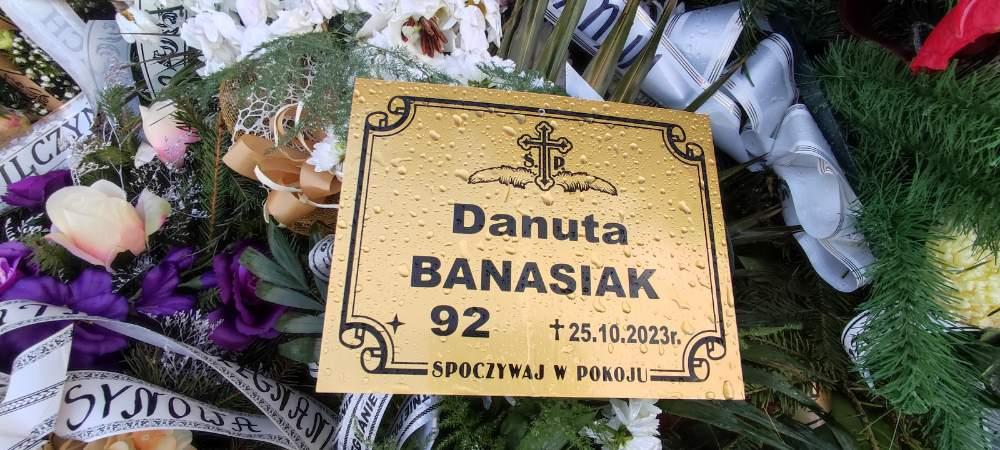 Ś. P.
Danuta
BANASIAK
92
✝25.10.2023r.
SPOCZYWAJ W POKOJU
SYNOWA